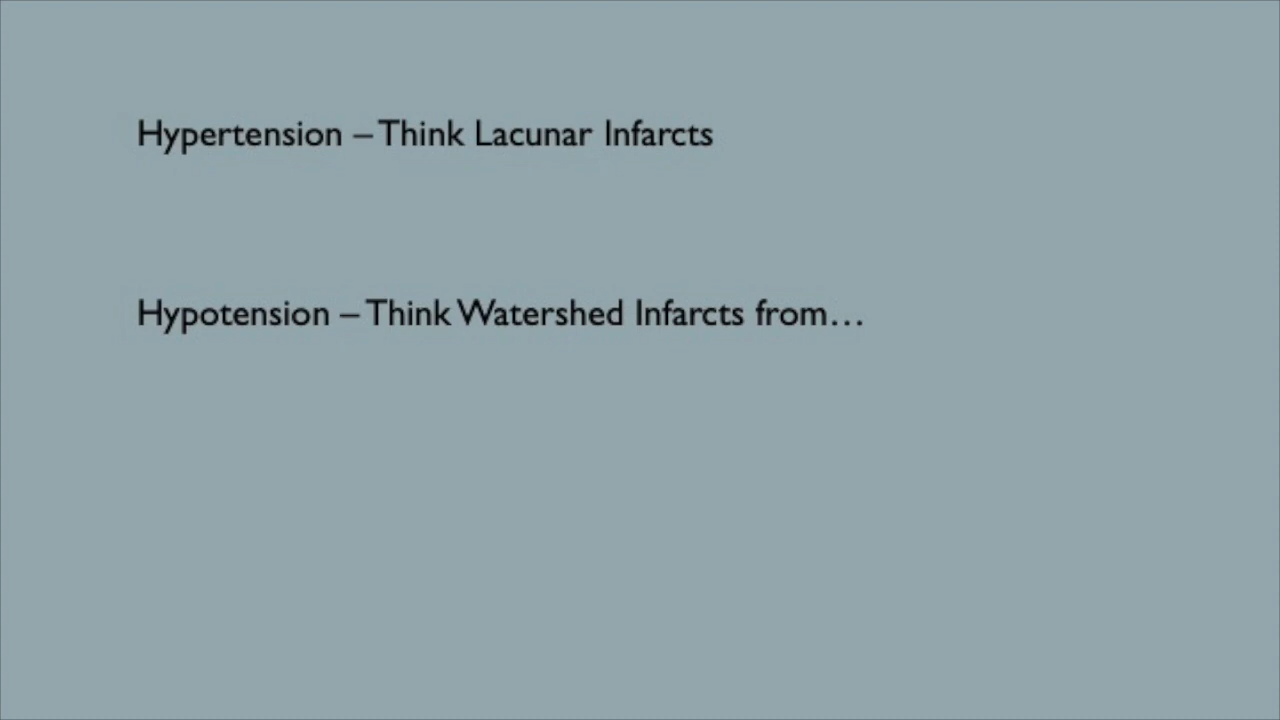 Hypertension – Think Lacunar Infarcts
Hypotension – Think Watershed Infarcts from…